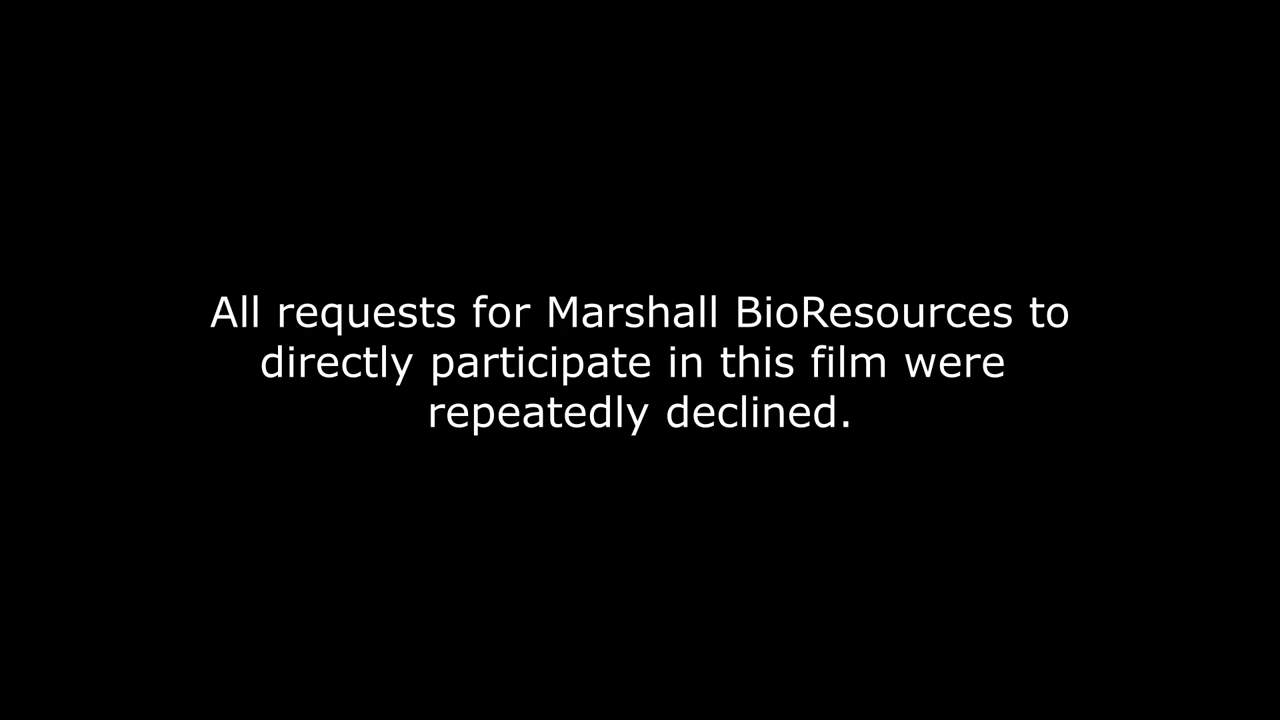 All requests for Marshall BioResources to
directly participate in this film were
repeatedly declined.